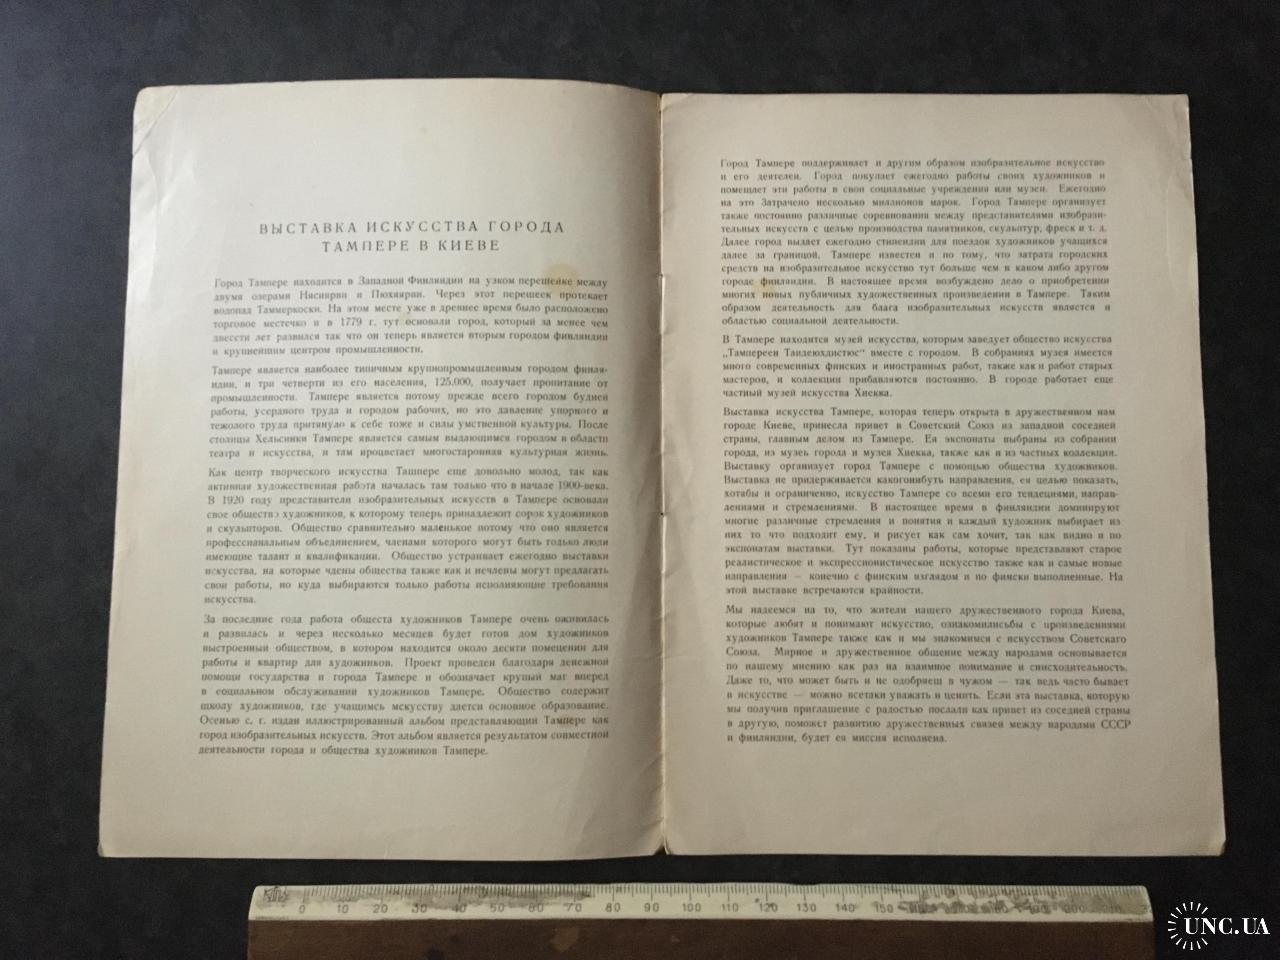 ВЫСТАВКА ИСКУССТВА ГОРОДА
ТАМПЕРЕ В КИЕВЕ
Город Тампере находится в Западной Финляндии на узком перешейке между
двумя озерами Нясиярви и Пюхяярви. Через этот перешеек протекает
водопад Таммеркоски. На этом месте уже в древнее время было расположено
торговое местечко и в 1779 г. тут основали город, который за менее чем
двессти лет развился так что он теперь является вторым городом финляндии
и крупнейшим центром промышленности.
Тампере является наиболее типичным крупнопромышленным городом финля-
ндии, и три четверти из его населения, 125.000, получает пропитание от
промышленности. Тампере является потому прежде всего городом будней
работы, усердного труда и городом рабочих, но это давление упорного и
тежолого труда притянуло к себе тоже и силы умственной культуры. После
столицы Хельсинки Тампере является самым выдающимся городом в области
театра и искусства, и там ироцветает многосторанная культурная жизнь.
Как центр творческого искусства Ташпере еще довольно молод, так как
активная художественная работа началась там только что в начале 1900-века.
В 1920 году представители изобразительных искусств в Тампере основали
свое общество художников, к которому теперь принадлежит сорок художников
и скульпторов. Общество сравнительно маленькое потому что оно является
профессианальным объединением, членами которого могут быть только люди
имеющие талант и квалификации. Общество устраивает ежегодно выставки
искусства, на которые члены общества также как и нечлены могут предлагать
свои работы, но куда выбираются только работы исполняющие требования
искусства.
За последние года работа общеста художников Тампере очень оживилась
и развилась и через несколько месяцев будет готов дом художников
выстроенный обществом, в котором находится около десяти помещении для
работы и квартир для художников. Проект проведен благодаря денежной
помощи государства и города Тампере и обозначает крупый маг вперед
в социальном обслуживании художников Тампере. Общество содержит
школу художников, где учащимсь мскусству дается основное образование.
Осенью с. г. издан иллюстрированный альбом представляющий Тампере как
город изобразительных искусств. Этот альбом является результатом совместной
деятельности города и общества художников Тампере.
Город Тампере поддерживает и другим образом изобразительное искусство
и его деятелеи. Город покупает ежегодно работы своих художников и
помещает эти работы в свои социальные учреждения или музеи. Ежегодно
на это Затрачено несколько миллионов марок. Город Тампере организует
также постоянно различные соревнования между представителями изобрази-
тельных искусств с целью производства памятников, скульптур, фреск и т. д.
Далее город выдает ежегодно стипендии для поездок художников учащихся
далее за границей. Тампере известен и по тому, что затрата городских
средств на изобразительное искусство тут больше чем в каком либо другом
городе финландии. В настоящее время возбуждено дело о приобретении
многих новых публичных художественных произведении в Тампере. Таким
образом деятельность для блага изобразительных искусств является и
областью социальной деятельности.
В Тампере находится музей искусства, которым заведует общество искусства
„Тампереен Таидеюхдистюс“ вместе с городом. В собраниях музея имеется
много современных финских и иностранных работ, также как и работ старых
мастеров, и коллекции прибавляются постоянно. В городе работает еще
частный музей искусства Хиекка.
Выставка искусства Тампере, которая теперь открыта в дружественном нам
городе Киеве, принесла привет в Советский Союз из западной соседней
страны, главным делом из Тампере. Ея экспонаты выбраны из собрании
города, из музеь города и музея Хиекка, также как и из частных коллекции.
Выставку организует город Тампере с помощью общества художников.
Выставка не придерживается какогонибуть направления, ея целью показать,
хотябы и ограниченно, искусство Тампере со всеми его тендециями, направ-
лениями и стремлениями. В настоящее время в финляндии доминируют
многие различные стремления и понятия и каждый художник выбирает из
них то что подходит ему, и рисует как сам хочит, так как видно и по
экспонатам выставки. Тут показаны работы, которые представляют старое
реалистическое и экспрессионистическое искусство также как и самые новые
направления – конечно с финским взглядом и по фински выполненные. На
этой выставке встречаются крайности.
Мы надеемся на то, что жители нашего дружественного города Киева,
которые любят и понимают искусство, ознакомилисьбы с произведениями
художников Тампере также как и мы знакомимся с искусством Советскаго
Союза. Мирное и дружественное общение между народами основывается
по нашему мнению как раз на взаимное понимание и снисходительность.
Даже то, что может быть и не одобряеш в чужом — так ведь часто бывает
в искусстве — можно всетаки уважать и ценить. Если эта выставка, которую
мы получив приглашение с радостью послали как привет из соседней страны
в другую, поможет развитию дружественных связей между народами СССР
и финляндии, будет ея миссия исполнена.
0 10 20 30 40 50 60 70 80 90 100 110 120 130 140 150
UNC.UA